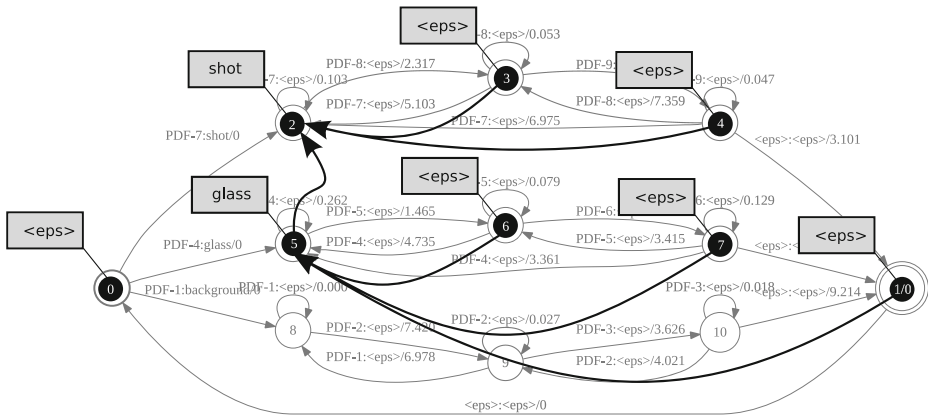 <eps>
-8:<eps>/0.053
shot
PDF-8:<eps>/2.317
PDF-9:
<eps>
-7:<eps>/0.103
9:<eps>/0.047
3
PDF-7:<eps>/5.103
PDF-8:<eps>/7.359
2
PDF-7:<eps>/6.975
4
PDF-7:shot/0
<eps>:<eps>/3.101
<eps>
-5:<eps>/0.079
glass
4:<eps>/0.262
<eps>
6:<eps>/0.129
PDF-5:<eps>/1.465
PDF-6:
<eps>
6
<eps>
PDF-4:glass/0
5
PDF-4:<eps>/4.735
PDF-5:<eps>/3.415
7
<eps>:<
PDF-4:<eps>/3.361
0
PDF-1:background/0
PDF-1:<eps>/0.000
PDF-3:<eps>/0.018
<eps>:<eps>/9.214
1/0
8
PDF-2:<eps>/7.420
PDF-2:<eps>/0.027
PDF-3:<eps>/3.626
10
PDF-1:<eps>/6.978
9
PDF-2:<eps>/4.021
<eps>:<eps>/0